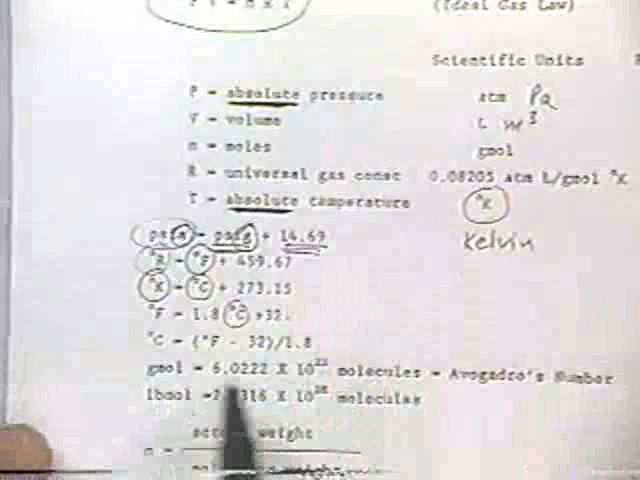 (Ideal Gas Law)
Scientific Units
P = absolute pressure atm Pa
V = volume L m³
n = moles gmol
R = universal gas const 0.08205 atm L/gmol °K
T = absolute temperature °K
psia = psig + 14.69 Kelvin
°R = °F + 459.67
°K = °C + 273.15
°F = 1.8 °C +32.
°C = (°F - 32)/1.8
gmol = 6.0222 X 10²³ molecules = Avogadro's Number
lbmol = X 10²⁶ molecules
weight
n =
weight